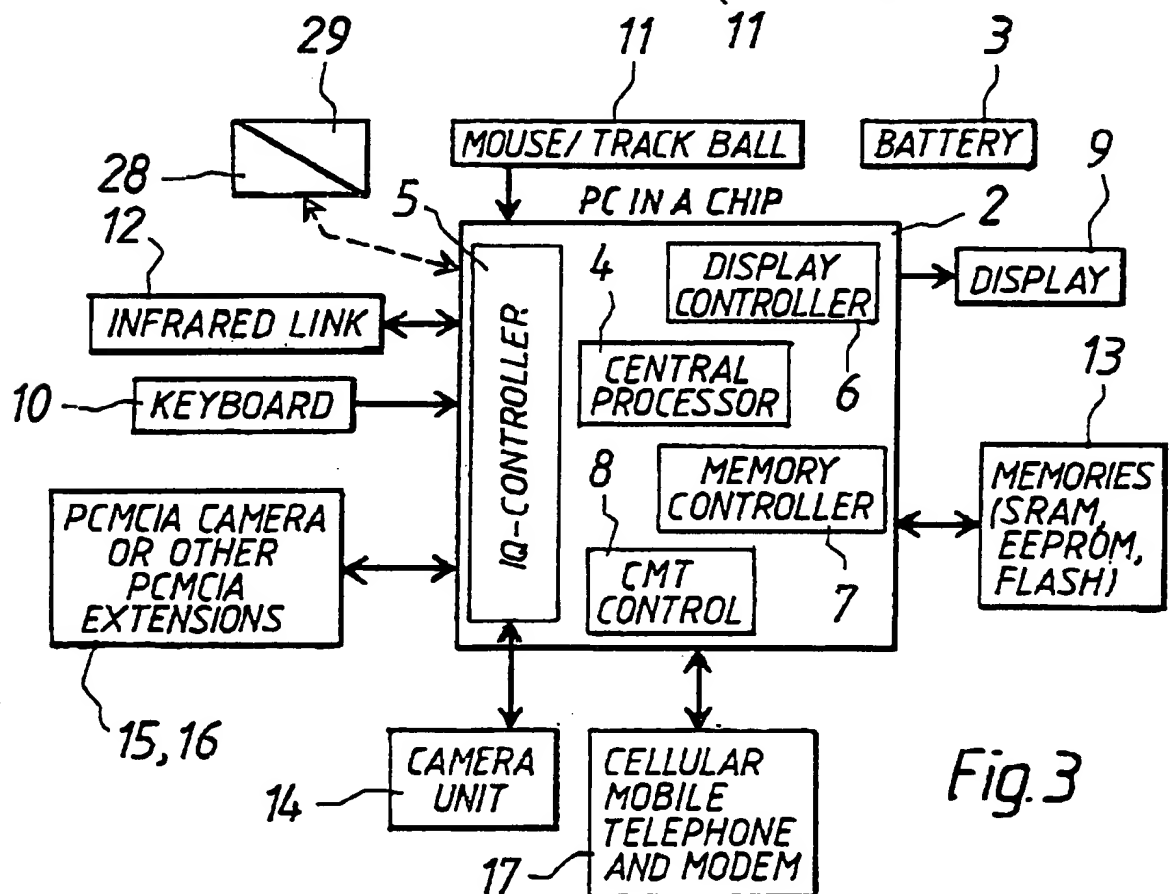 11
29
11
3
MOUSE/ TRACK BALL
BATTERY
9
28
5
PC IN A CHIP
2
12
4
DISPLAY
CONTROLLER
DISPLAY
INFRARED LINK
IQ-CONTROLLER
6
13
10
KEYBOARD
CENTRAL
PROCESSOR
8
MEMORY
CONTROLLER
7
MEMORIES
(SRAM,
EEPROM,
FLASH)
PCMCIA CAMERA
OR OTHER
PCMCIA
EXTENSIONS
CMT
CONTROL
15, 16
14
CAMERA
UNIT
CELLULAR
MOBILE
TELEPHONE
AND MODEM
17
Fig. 3